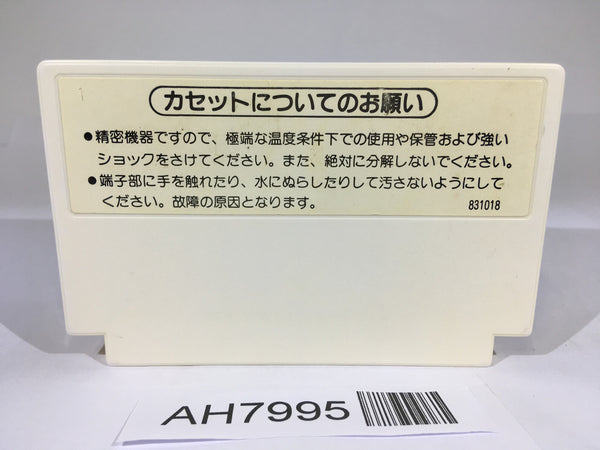 カセットについてのお願い
●精密機器ですので、極端な温度条件下での使用や保管および強い
ショックをさけてください。また、絶対に分解しないでください。
●端子部に手を触れたり、水にぬらしたりして汚さないようにして
ください。故障の原因となります。
831018
AH7995